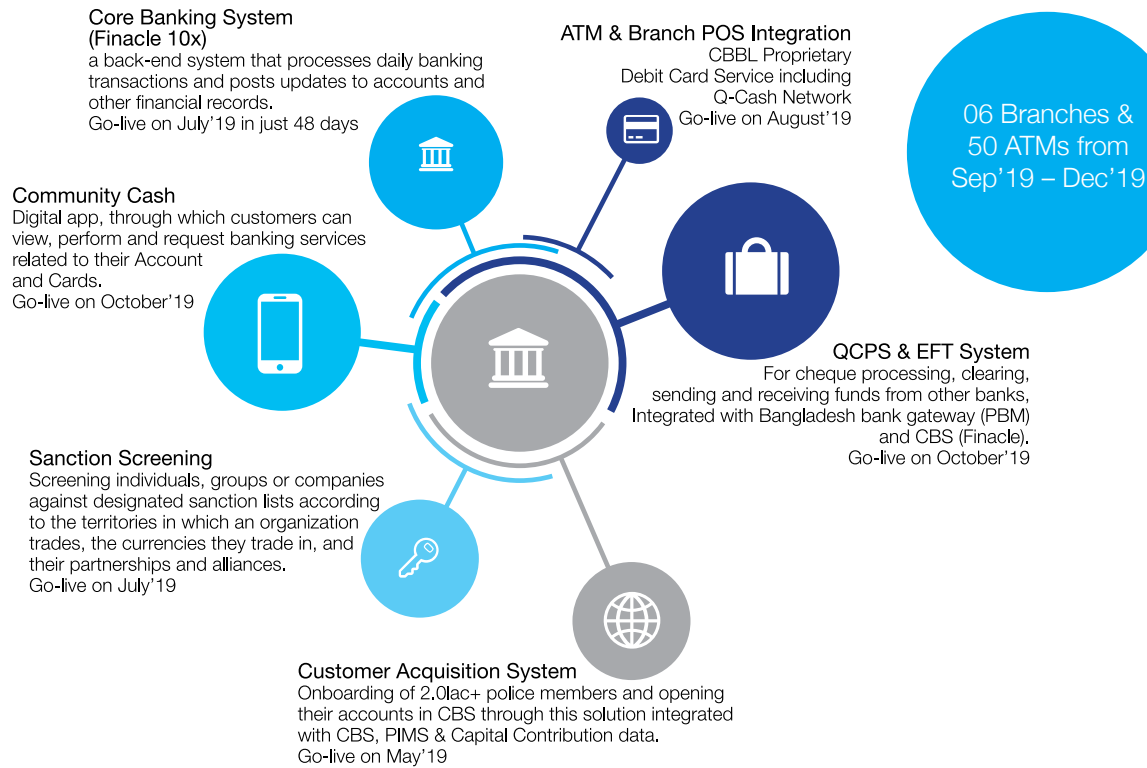 Core Banking System
(Finacle 10x)
a back-end system that processes daily banking
transactions and posts updates to accounts and
other financial records.
Go-live on July'19 in just 48 days
ATM & Branch POS Integration
CBBL Proprietary
Debit Card Service including
Q-Cash Network
Go-live on August'19
06 Branches &
50 ATMs from
Sep'19 – Dec'19
Community Cash
Digital app, through which customers can
view, perform and request banking services
related to their Account
and Cards.
Go-live on October'19
QCPS & EFT System
For cheque processing, clearing,
sending and receiving funds from other banks,
Integrated with Bangladesh bank gateway (PBM)
and CBS (Finacle).
Go-live on October'19
Sanction Screening
Screening individuals, groups or companies
against designated sanction lists according
to the territories in which an organization
trades, the currencies they trade in, and
their partnerships and alliances.
Go-live on July'19
Customer Acquisition System
Onboarding of 2.0lac+ police members and opening
their accounts in CBS through this solution integrated
with CBS, PIMS & Capital Contribution data.
Go-live on May'19